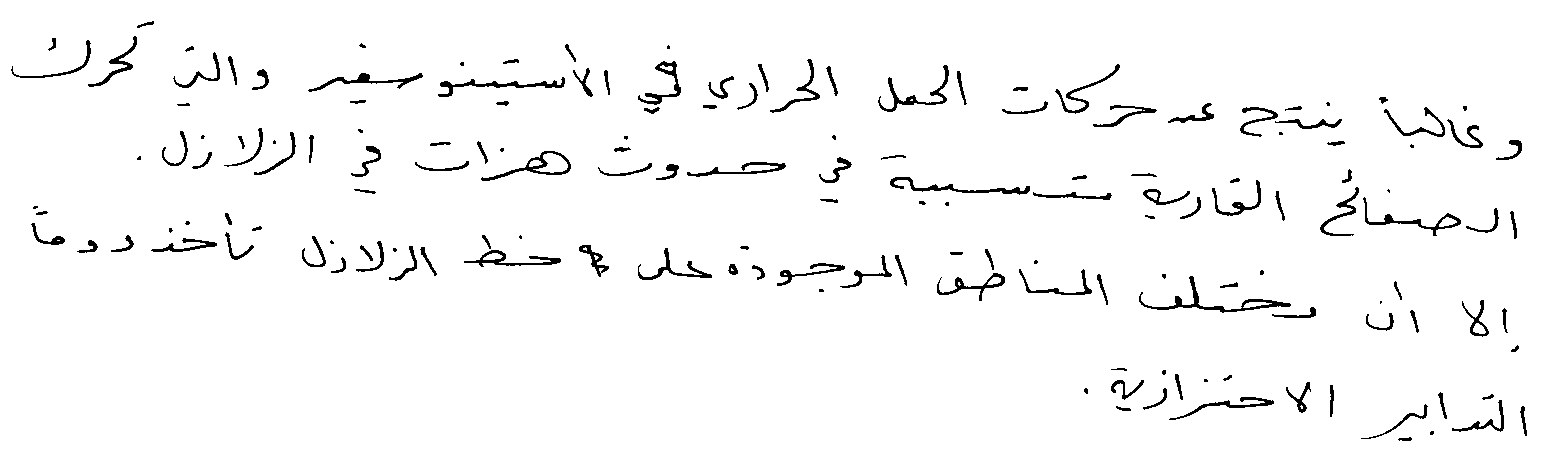 وغالباً ينتج عن حركات الحمل الحراري في الأستينوسفير والتي تحرك
الصفائح القارية متسببة في حدوث هزات في الزلازل.
إلا أن مختلف المناطق الموجودة على خط الزلازل تأخذ دوماً
التدابير الاحترازية.